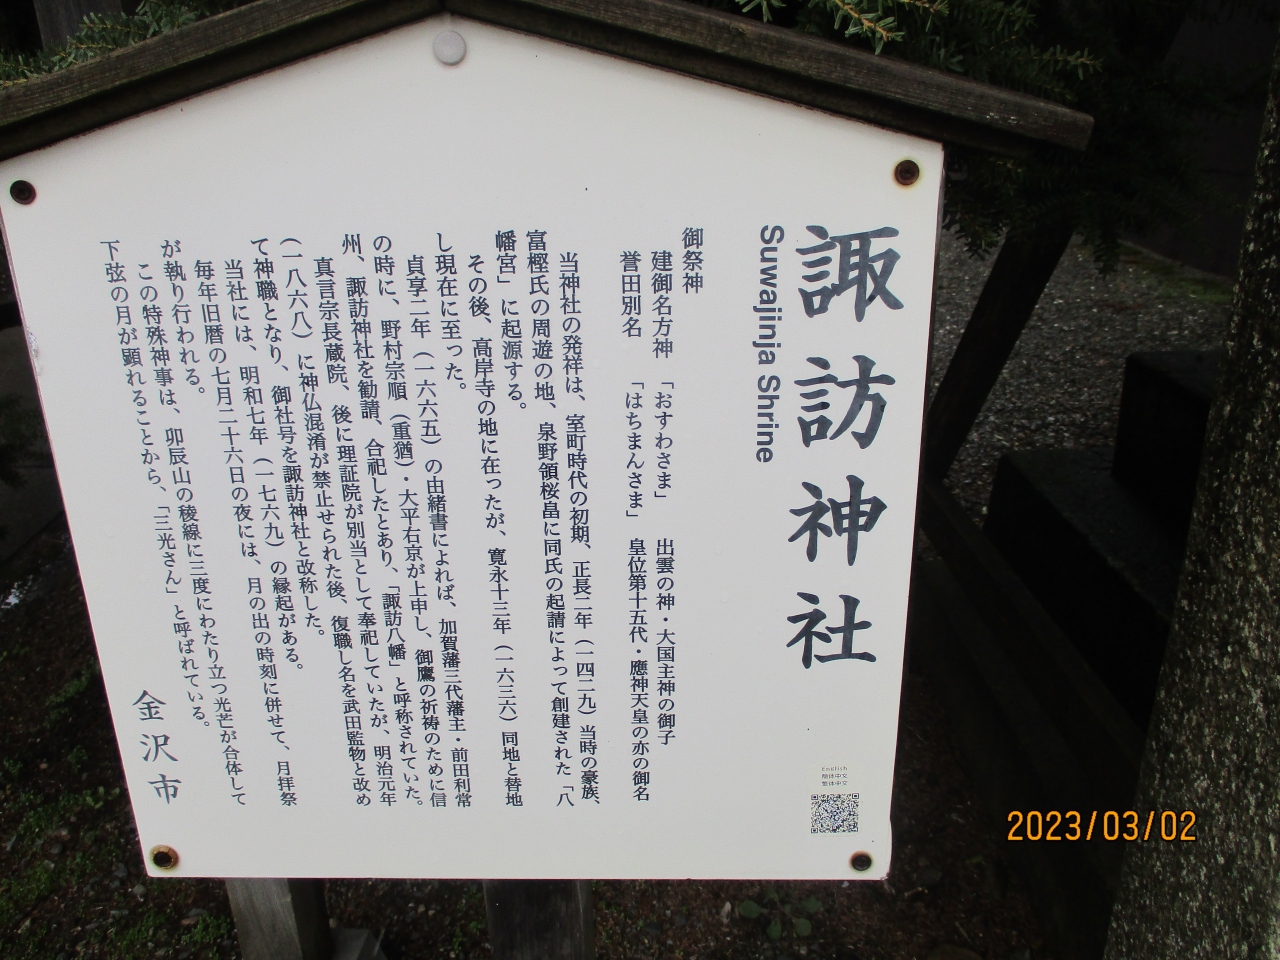 諏訪神社
Suwajinja Shrine
御祭神
建御名方神 「おすわさま」 出雲の神・大国主神の御子
誉田別名 「はちまんさま」 皇位第十五代・應神天皇の亦の御名
当神社の発祥は、室町時代の初期、正長二年（一四二九）当時の豪族、
富樫氏の周遊の地、泉野領桜畠に同氏の起請によって創建された「八
幡宮」に起源する。
その後、高岸寺の地に在ったが、寛永十三年（一六三六）同地と替地
し現在に至った。
貞享二年（一六八五）の由緒書によれば、加賀藩三代藩主・前田利常
の時に、野村宗順（重猶）・大平右京が上申し、御鷹の祈祷のために信
州、諏訪神社を勧請、合祀したとあり、「諏訪八幡」と呼称されていた。
真言宗長蔵院、後に理証院が別当として奉祀していたが、明治元年
（一八六八）に神仏混淆が禁止せられた後、復職し名を武田監物と改め
て神職となり、御社号を諏訪神社と改称した。
当社には、明和七年（一七六九）の縁起がある。
毎年旧暦の七月二十六日の夜には、月の出の時刻に併せて、月拝祭
が執り行われる。
この特殊神事は、卯辰山の稜線に三度にわたり立つ光芒が合体して
下弦の月が顕れることから、「三光さん」と呼ばれている。
金沢市
English
簡体中文
繁体中文
2023/03/02